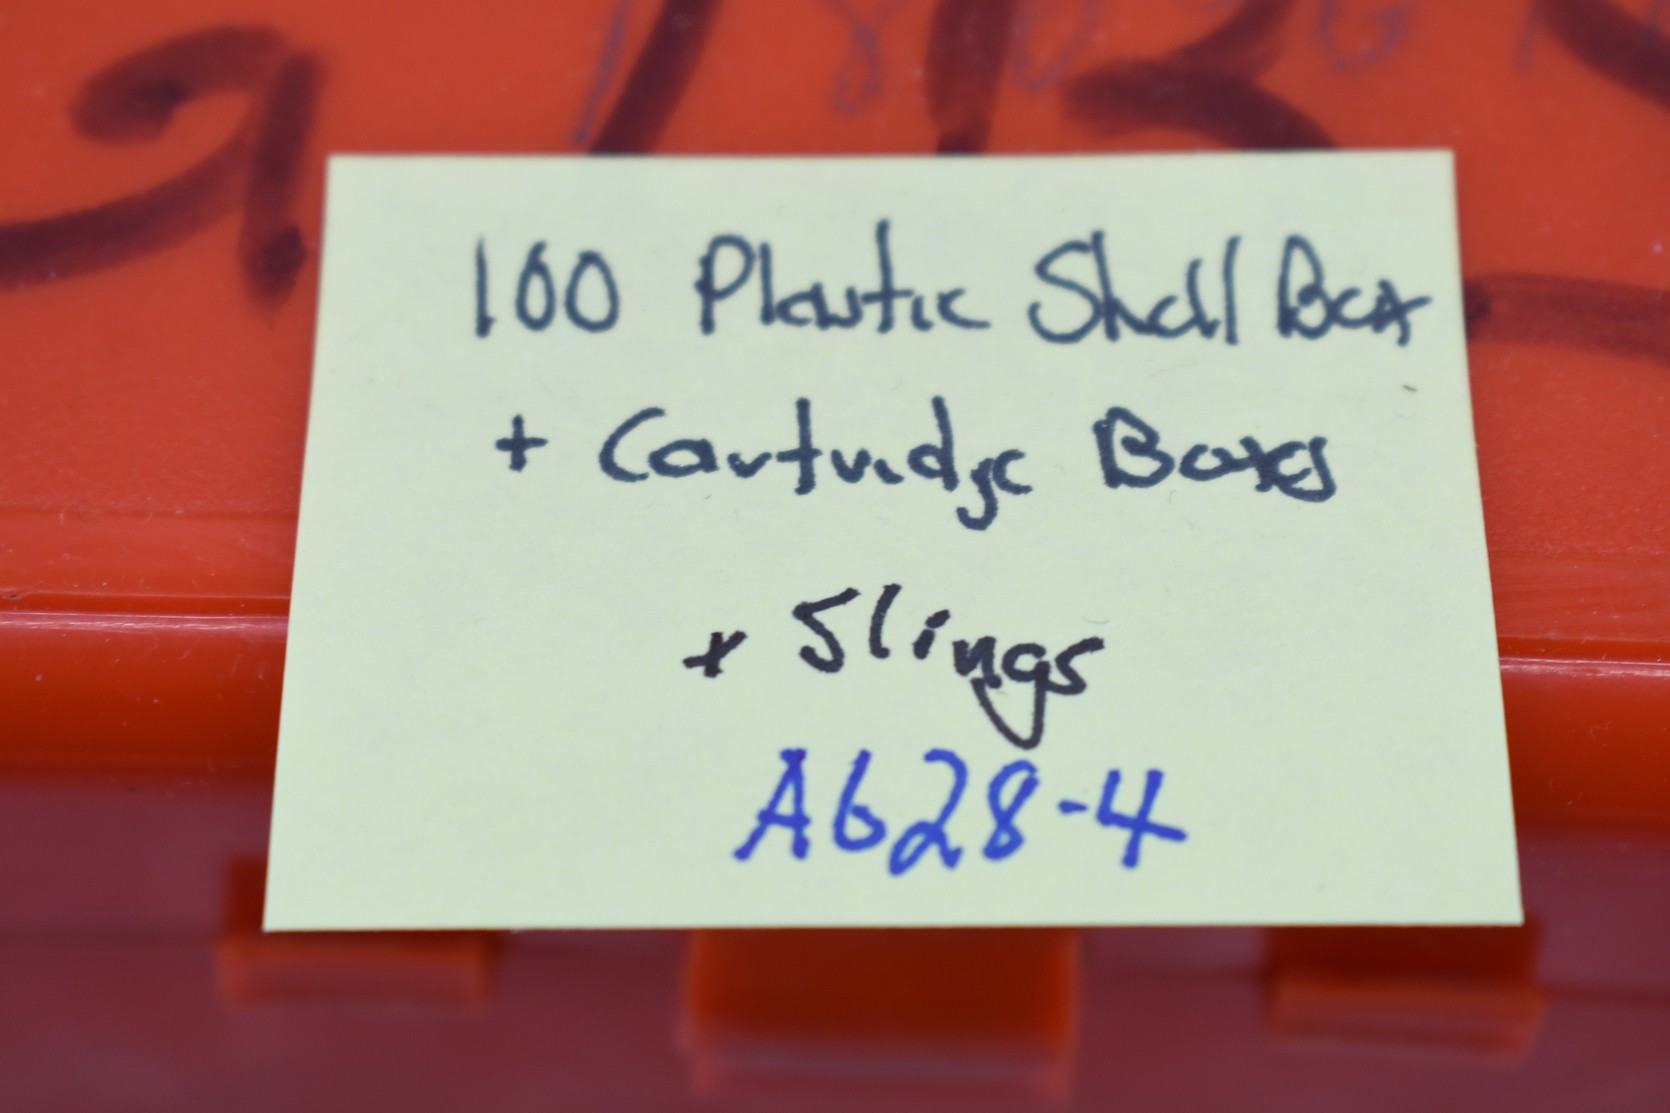 100 Plastic Shell Box
+ Cartridge Boxes
+ Slings
A628-4